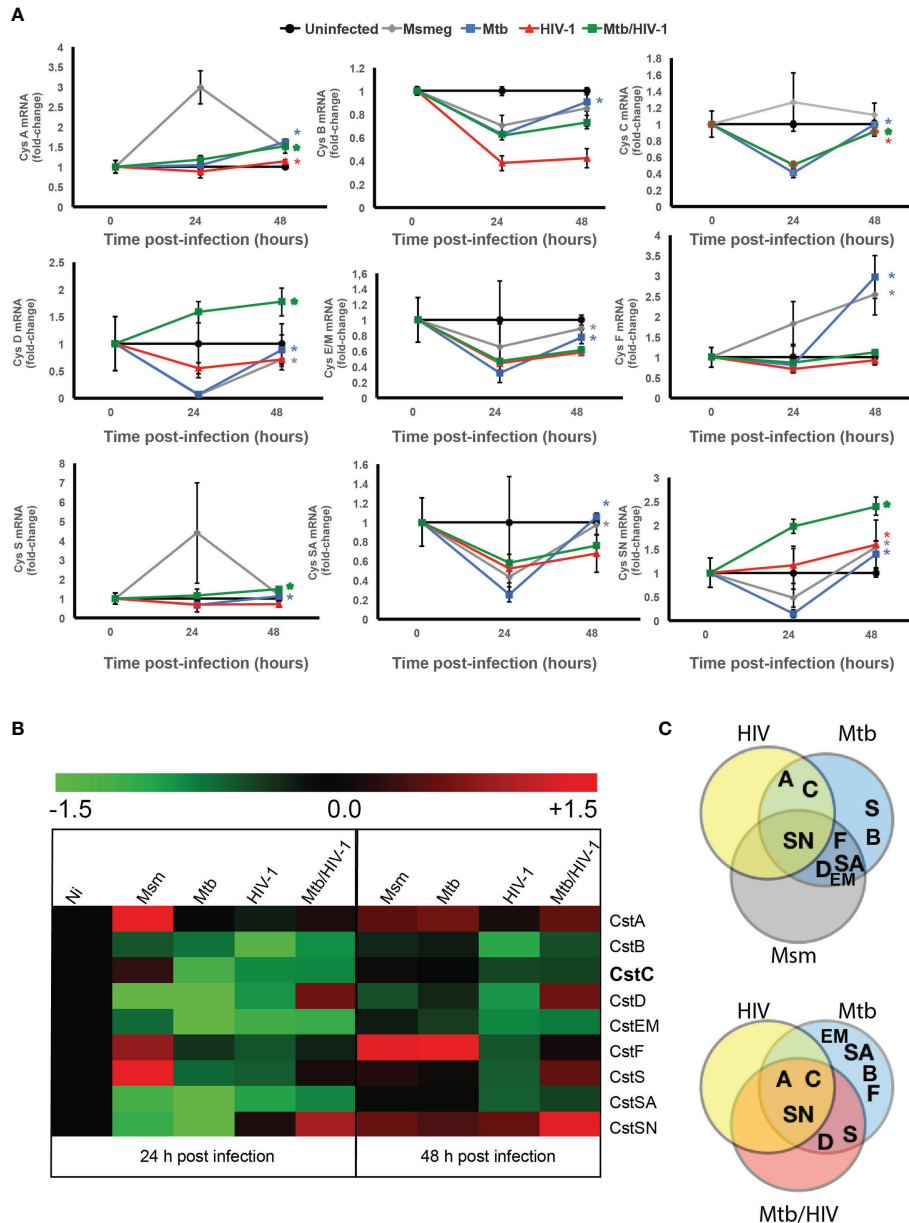 A
Uninfected Msmeg Mtb HIV-1 Mtb/HIV-1
Cys A mRNA
(fold-change)
4
3.5
3
2.5
2
1.5
1
0.5
0
*
*
*
0 24 48
Time post-infection (hours)
Cys B mRNA
(fold-change)
1.2
1
0.8
0.6
0.4
0.2
0
*
0 24 48
Time post-infection (hours)
Cys C mRNA
(fold-change)
1.8
1.6
1.4
1.2
1
0.8
0.6
0.4
0.2
0
*
*
*
0 24 48
Time post-infection (hours)
Cys D mRNA
(fold-change)
2.5
2
1.5
1
0.5
0
*
*
*
0 24 48
Time post-infection (hours)
Cys E/M mRNA
(fold-change)
1,6
1.4
1.2
1
0.8
0.6
0.4
0.2
0
*
*
0 24 48
Time post-infection (hours)
Cys F mRNA
(fold-change)
4
3.5
3
2.5
2
1.5
1
0.5
0
*
*
0 24 48
Time post-infection (hours)
Cys S mRNA
(fold-change)
8
7
6
5
4
3
2
1
0
*
*
0 24 48
Time post-infection (hours)
Cys SA mRNA
(fold-change)
1.6
1.4
1.2
1
0.8
0.6
0.4
0.2
0
*
*
0 24 48
Time post-infection (hours)
Cys SN mRNA
(fold-change)
3
2.5
2
1.5
1
0.5
0
*
*
*
*
0 24 48
Time post-infection (hours)
B
-1.5 0.0 +1.5
Ni Msm Mtb HIV-1 Mtb/HIV-1 Msm Mtb HIV-1 Mtb/HIV-1
CstA
CstB
CstC
CstD
CstEM
CstF
CstS
CstSA
CstSN
24 h post infection 48 h post infection
C
HIV Mtb
A
C
S
B
SN F
D SA
EM
Msm
HIV Mtb
EM
SA
A C B
F
SN
D S
Mtb/HIV